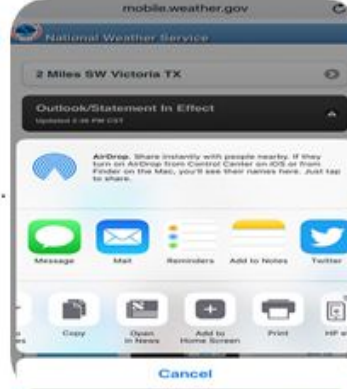 mobile.weather.gov
National Weather Service
2 Miles SW Victoria TX
Outlook/Statement In Effect
Updated 2:36 PM CST
AirDrop. Share instantly with people nearby. If they
turn on AirDrop from Control Center on iOS or from
Finder on the Mac, you'll see their names here. Just tap
to share.
Message
Mail
Reminders
Add to Notes
Twitter
Copy
Open
in News
Add to
Home Screen
Print
Cancel